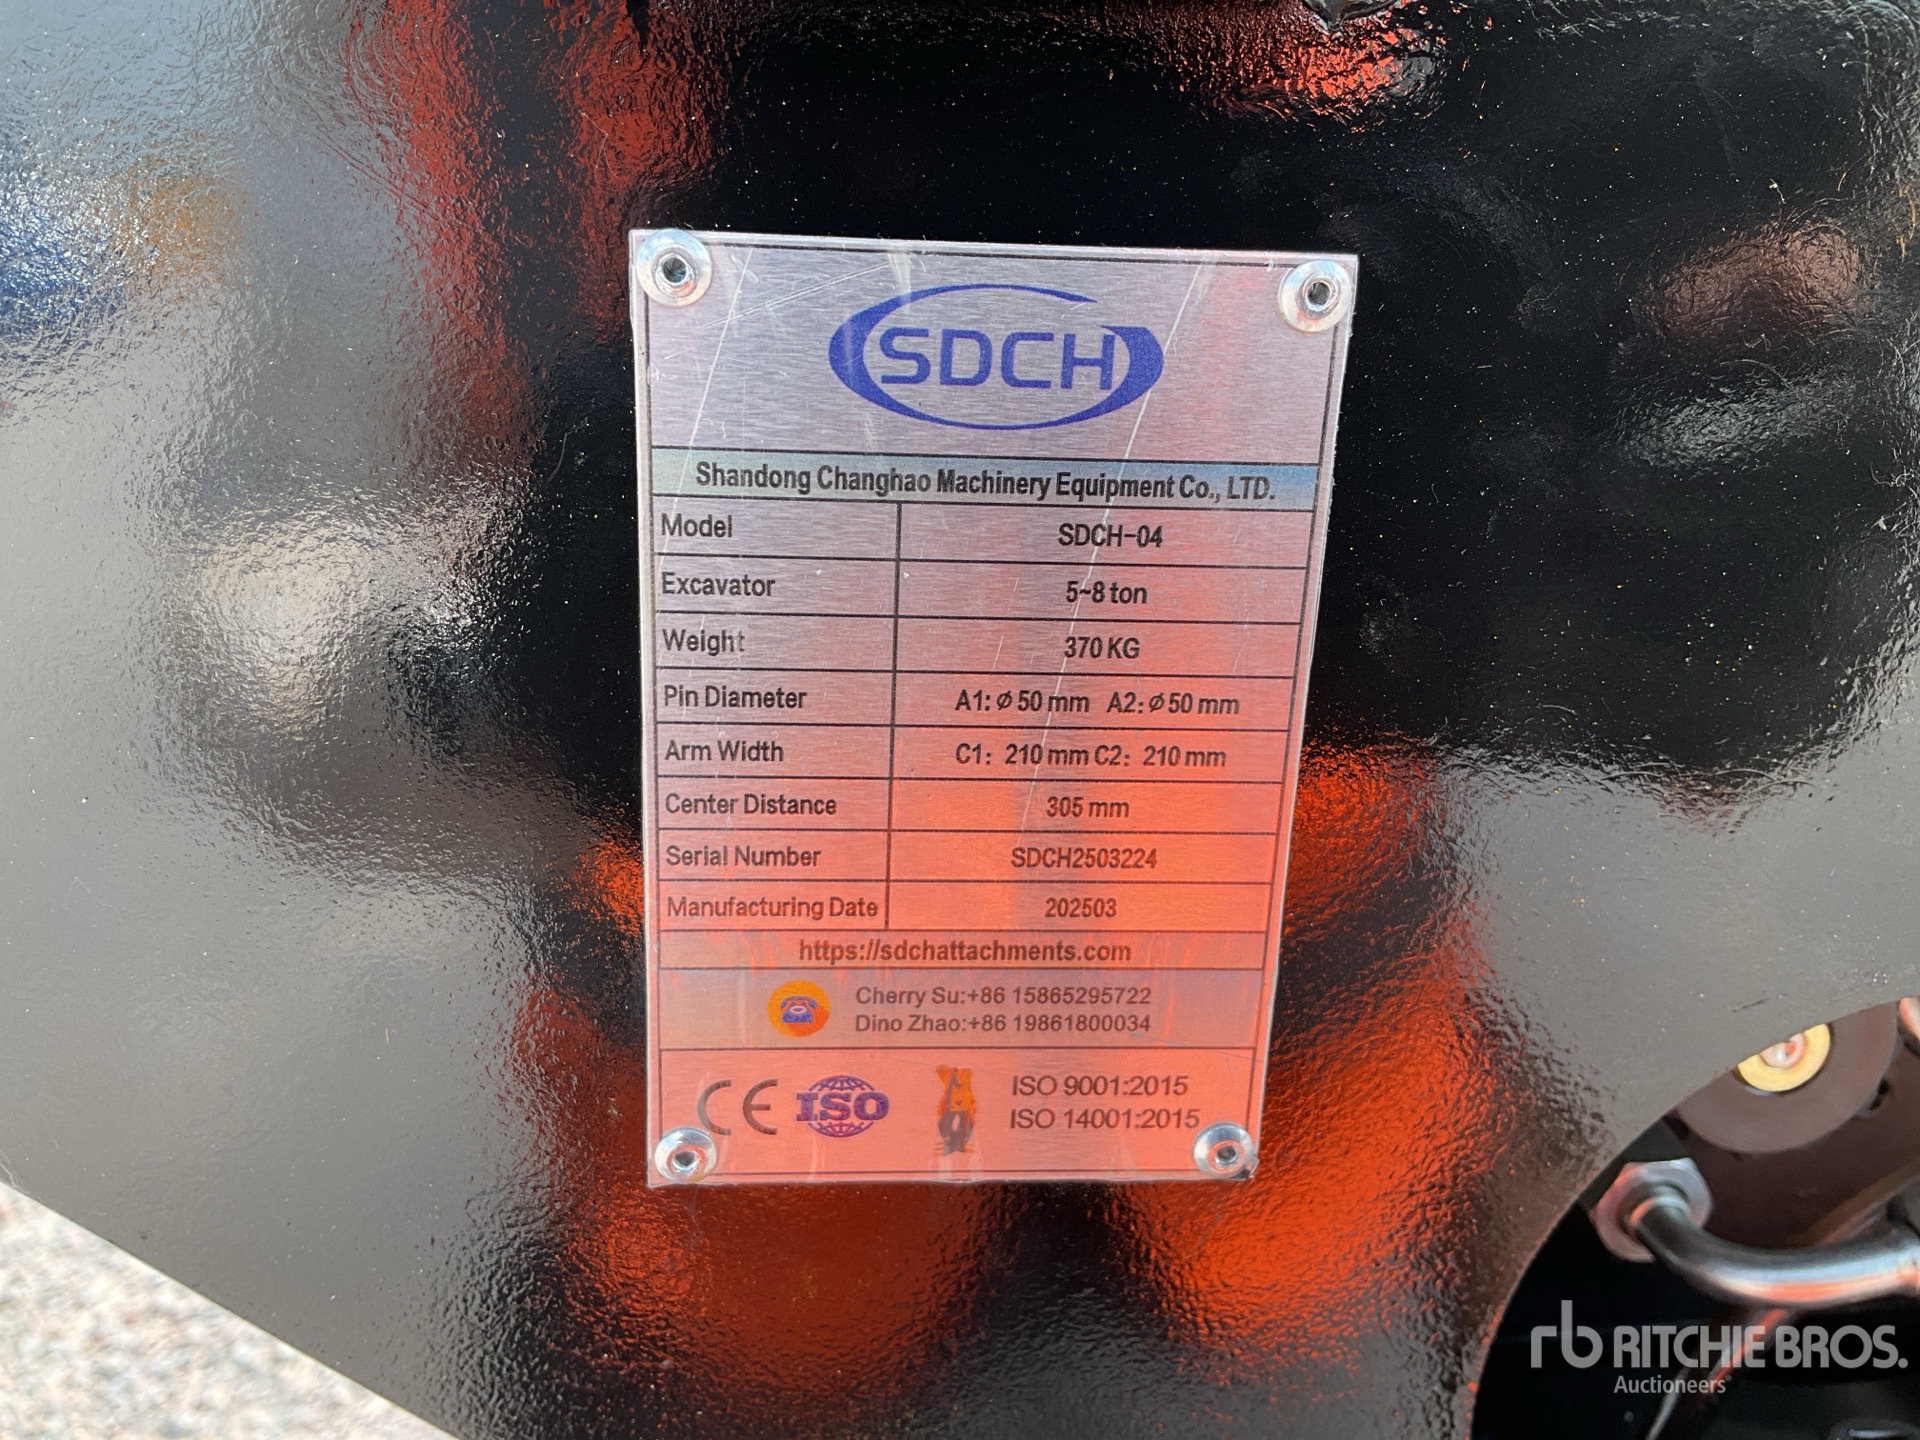 SDCH
Shandong Changhao Machinery Equipment Co., LTD.
Model SDCH-04
Excavator 5~8 ton
Weight 370 KG
Pin Diameter A1: φ 50 mm A2: φ 50 mm
Arm Width C1: 210 mm C2: 210 mm
Center Distance 305 mm
Serial Number SDCH2503224
Manufacturing Date 202503
https://sdchattachments.com
Cherry Su:+86 15865295722
Dino Zhao:+86 19861800034
CE ISO ISO 9001:2015
ISO 14001:2015
rb RITCHIE BROS.
Auctioneers